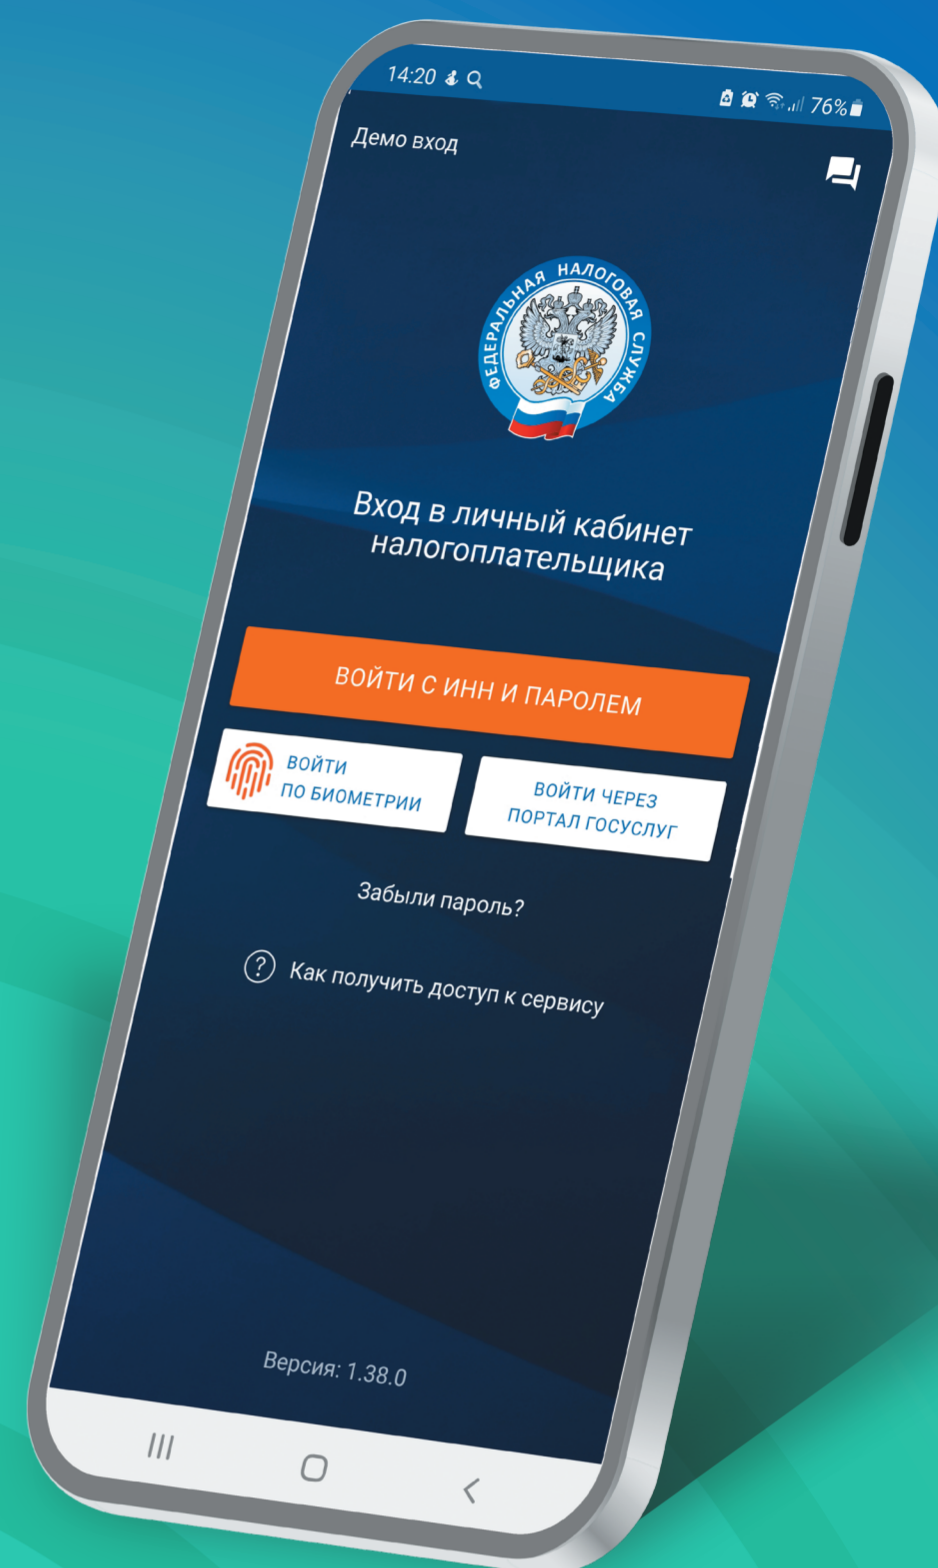 14:20
76%
Демо вход
ФЕДЕРАЛЬНАЯ НАЛОГОВАЯ СЛУЖБА
Вход в личный кабинет
налогоплательщика
ВОЙТИ С ИНН И ПАРОЛЕМ
ВОЙТИ
ПО БИОМЕТРИИ
ВОЙТИ ЧЕРЕЗ
ПОРТАЛ ГОСУСЛУГ
Забыли пароль?
? Как получить доступ к сервису
Версия: 1.38.0